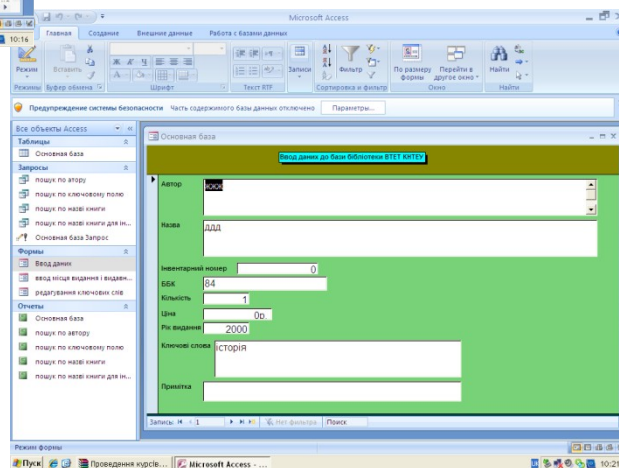 10:16
Microsoft Access
Главная Создание Внешние данные Работа с базами данных
Режим Вставить Ж К Ч Записи Фильтр По размеру формы Перейти в другое окно Найти
Режимы Буфер обмена Шрифт Текст RTF Сортировка и фильтр Окно Найти
Предупреждение системы безопасности Часть содержимого базы данных отключено Параметры...
Все объекты Access
Таблицы
Основная база
Запросы
пошук по атору
пошук по ключовому полю
пошук по назві книги
пошук по назві книги для ін...
Основная база Запрос
Формы
Ввод даних
ввод місця видання і видавн...
редагування ключових слів
Отчеты
Основная база
пошук по автору
пошук по ключовому полю
пошук по назві книги
пошук по назві книги для ін...
Основная база
Ввод даних до бази бібліотеки ВТЕТ КНТЕУ
Автор жжж
Назва ддд
Інвентарний номер 0
ББК 84
Кількість 1
Ціна 0р.
Рік видання 2000
Ключові слова історія
Примітка
Запись: 1 Нет фильтра Поиск
Режим формы
Пуск Проведення курсів... Microsoft Access - ... 10:21